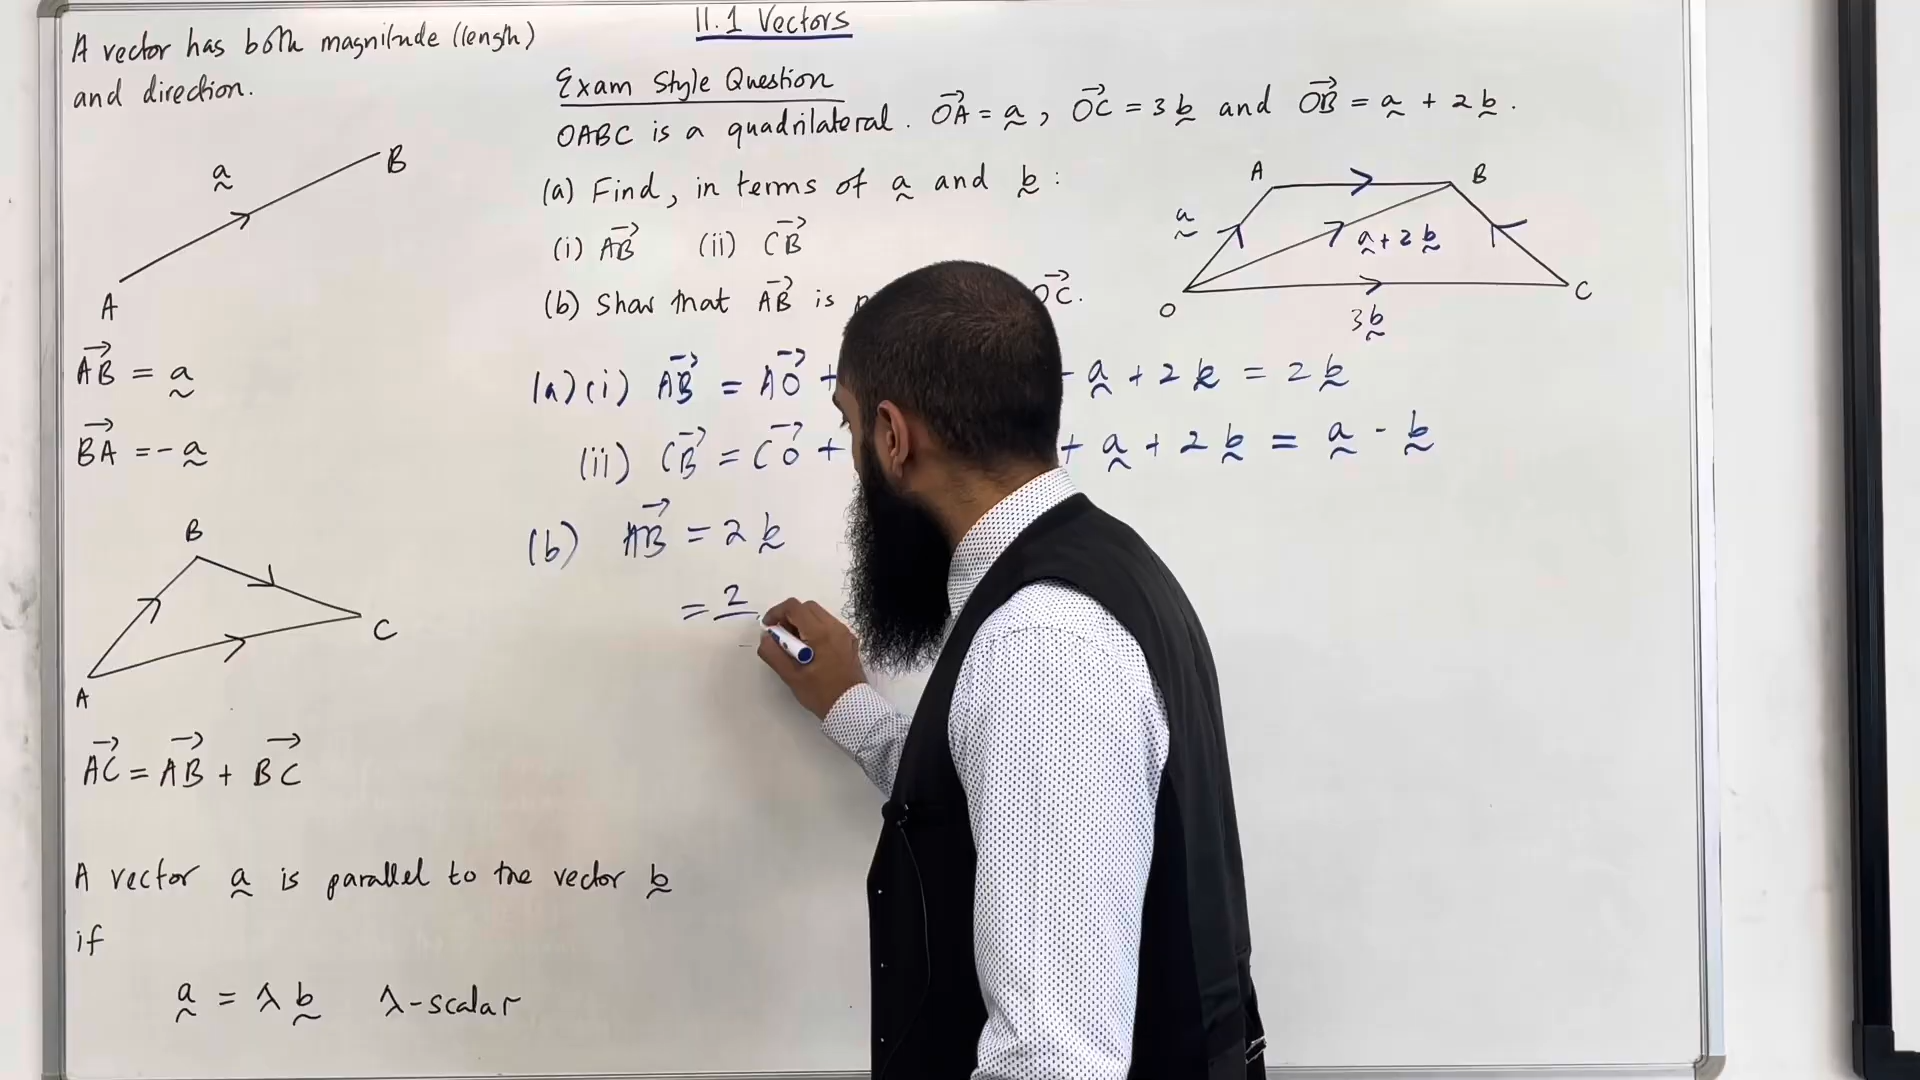 11.1 Vectors
A vector has both magnitude (length)
and direction.
a
B
A
AB→ = a
BA→ = - a
B
C
A
AC→ = AB→ + BC→
A vector a is parallel to the vector b
if
a = λ b λ-scalar
Exam Style Question
OABC is a quadrilateral. OA→ = a, OC→ = 3b and OB→ = a + 2b.
(a) Find, in terms of a and b :
(i) AB→ (ii) CB→
(b) Show that AB→ is OC→.
A
B
a
a + 2b
O
C
3b
(a)(i) AB→ = AO→ + - a + 2b = 2b
(ii) CB→ = CO→ + + a + 2b = a - b
(b) AB→ = 2b
= 2